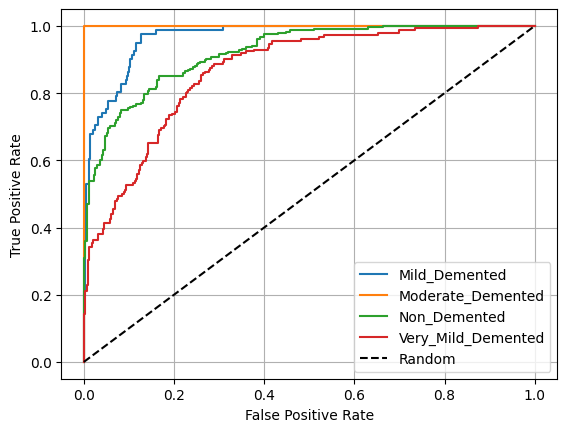 True Positive Rate
1.0
0.8
0.6
0.4
0.2
0.0
Mild_Demented
Moderate_Demented
Non_Demented
Very_Mild_Demented
Random
0.0 0.2 0.4 0.6 0.8 1.0
False Positive Rate